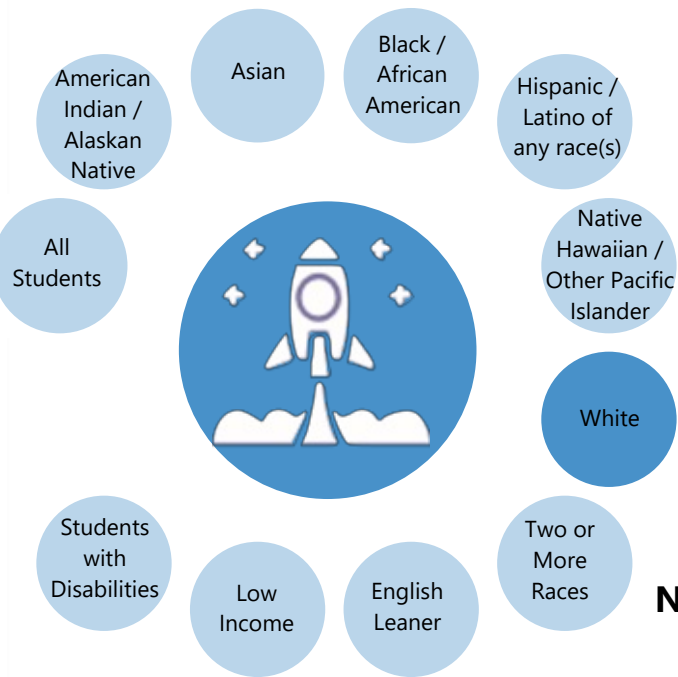 All
Students
American
Indian /
Alaskan
Native
Asian
Black /
African
American
Hispanic /
Latino of
any race(s)
Native
Hawaiian /
Other Pacific
Islander
White
Two or
More
Races
English
Leaner
Low
Income
Students
with
Disabilities
N